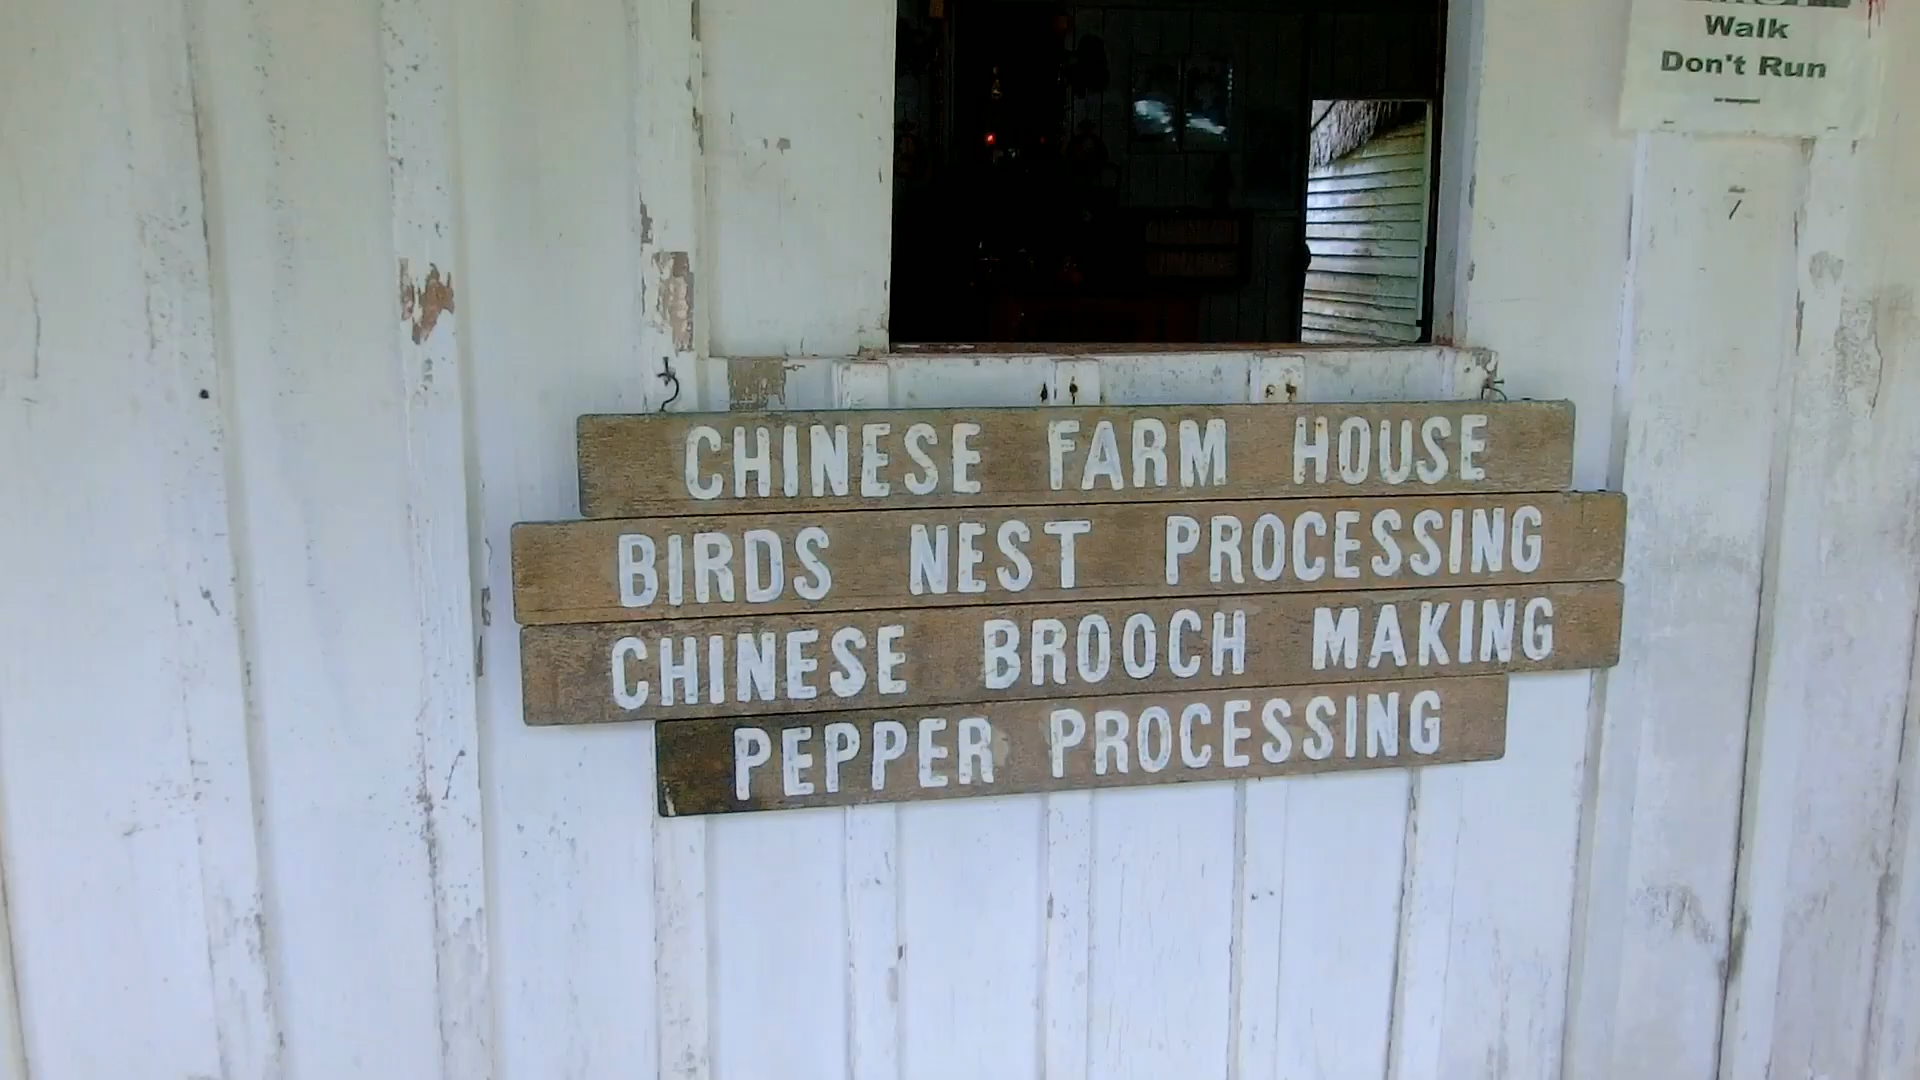 Walk
Don't Run
CHINESE FARM HOUSE
BIRDS NEST PROCESSING
CHINESE BROOCH MAKING
PEPPER PROCESSING